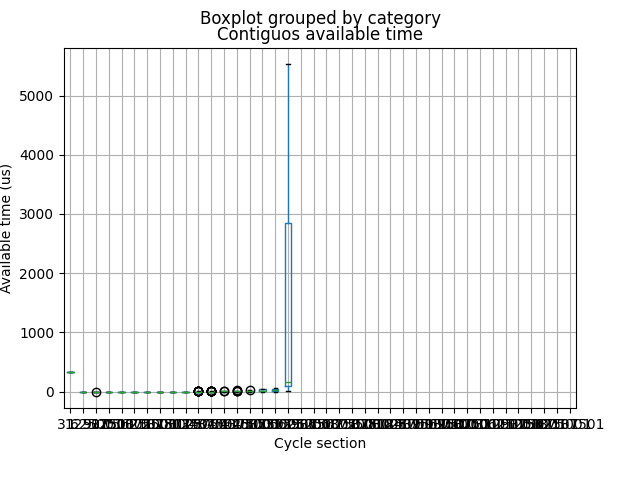 Boxplot grouped by category
Contiguos available time
5000
4000
3000
2000
1000
0
Available time (us)
Cycle section